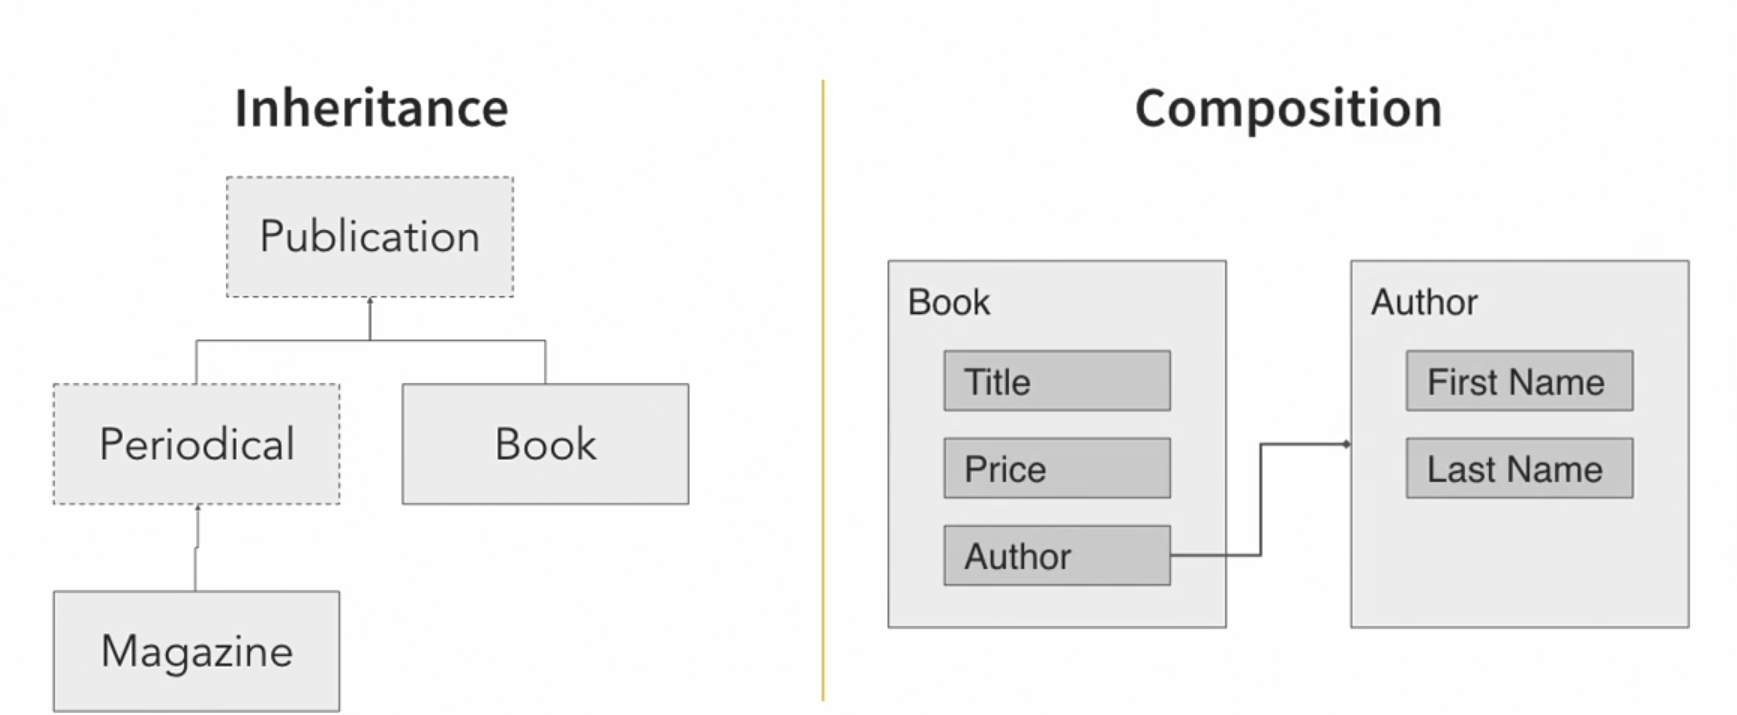 Inheritance
Publication
Periodical
Book
Magazine
Composition
Book
Title
Price
Author
Author
First Name
Last Name